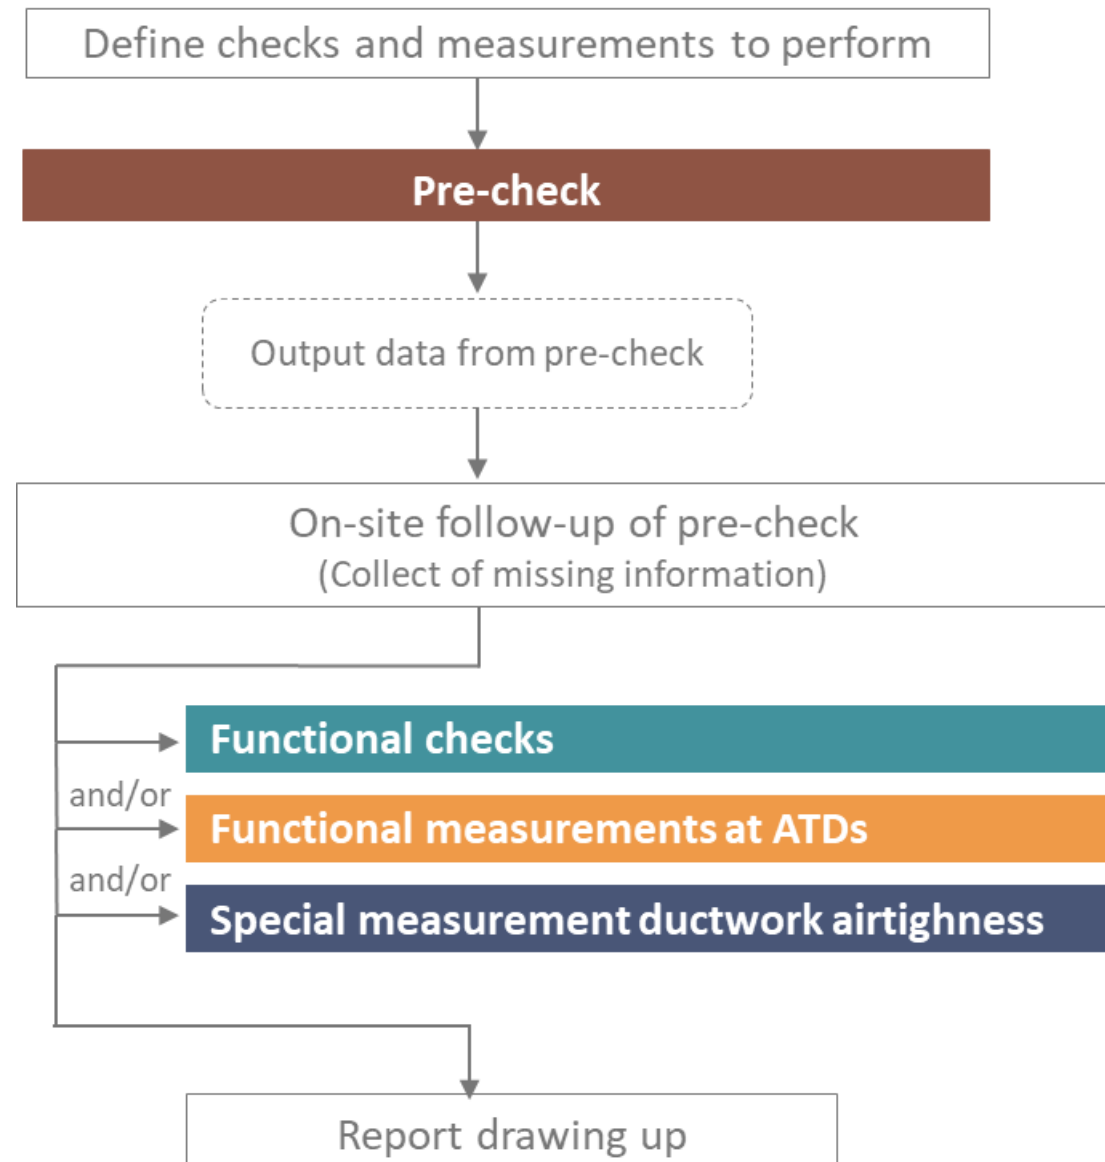 Define checks and measurements to perform
Pre-check
Output data from pre-check
On-site follow-up of pre-check
(Collect of missing information)
Functional checks
and/or
Functional measurements at ATDs
and/or
Special measurement ductwork airtighness
Report drawing up